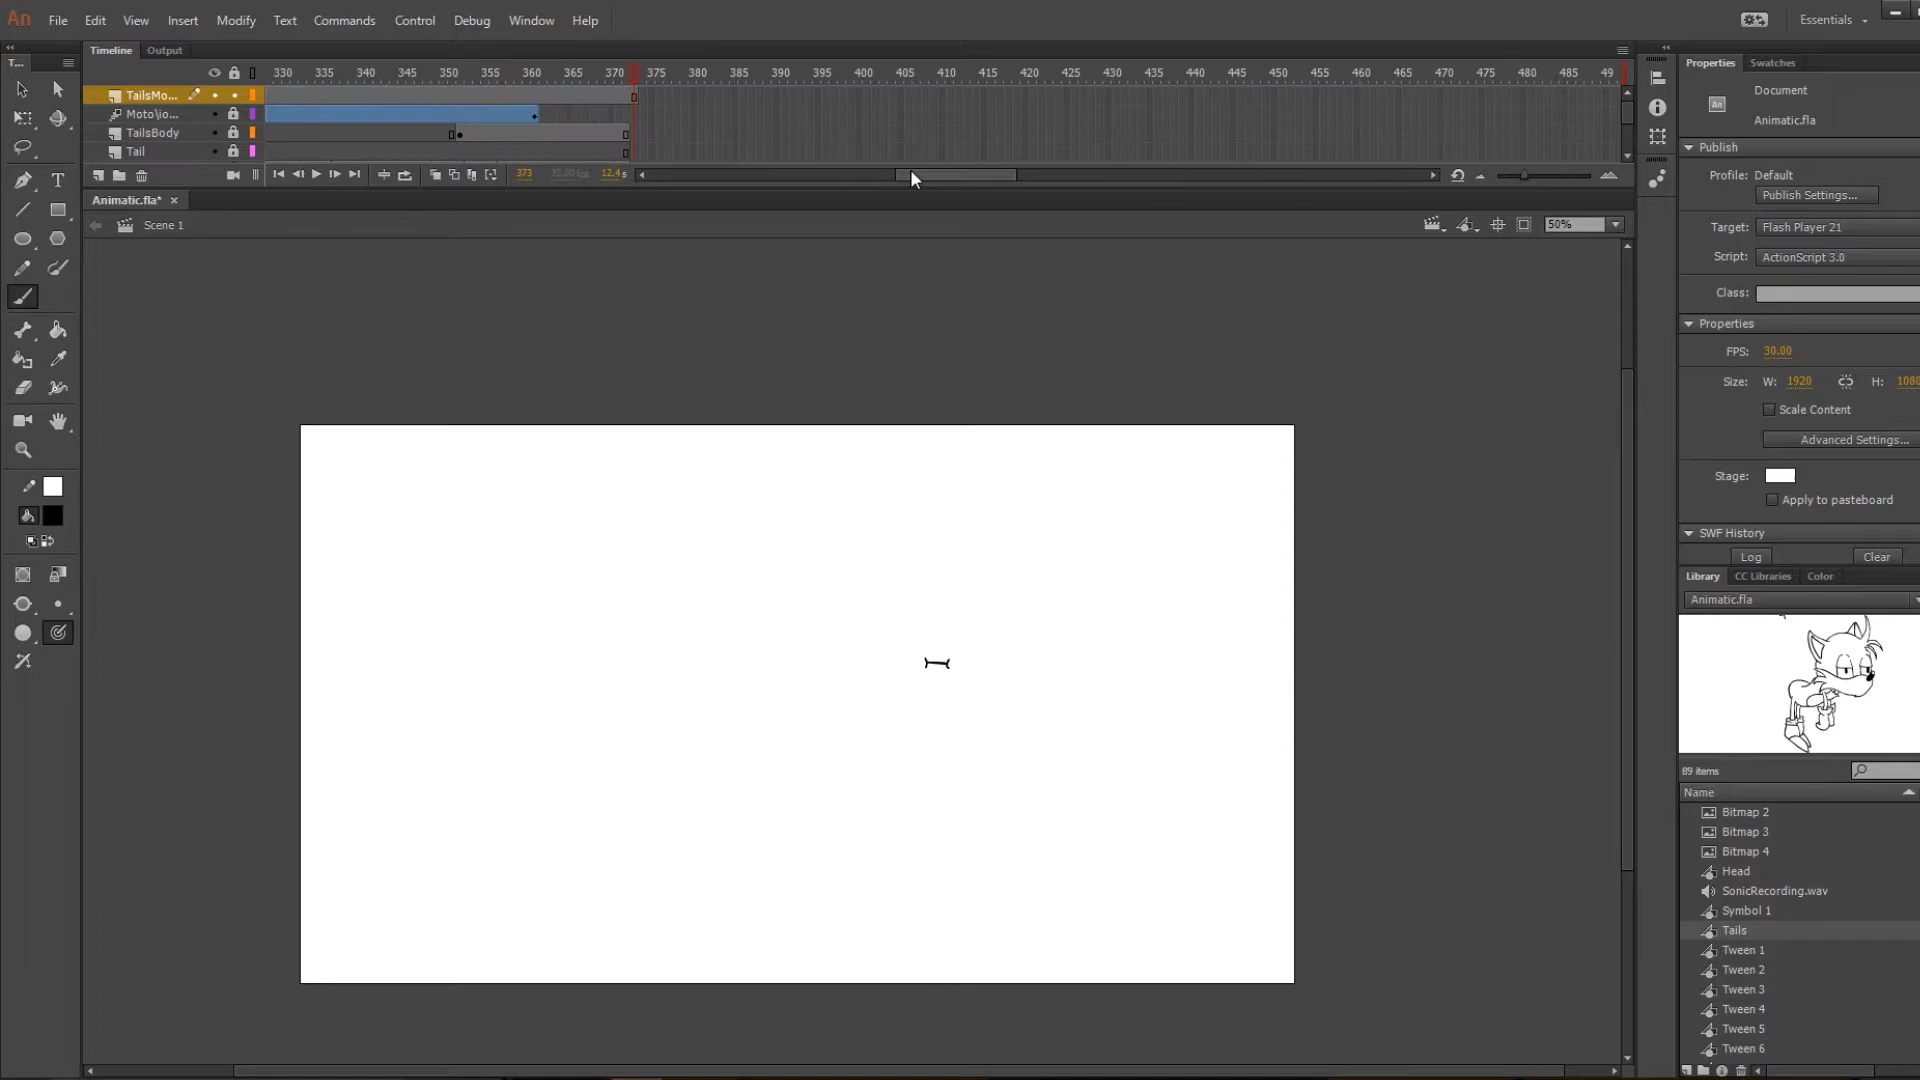 An File Edit View Insert Modify Text Commands Control Debug Window Help Essentials
T... Timeline Output Properties Swatches
330 335 340 345 350 355 360 365 370 375 380 385 390 395 400 405 410 415 420 425 430 435 440 445 450 455 460 465 470 475 480 485 49
TailsMo...
Moto\io...
TailsBody
Tail
373 30.00 fps 12.4s
Animatic.fla*
Scene 1 50%
An Document
Animatic.fla
Publish
Profile: Default
Publish Settings...
Target: Flash Player 21
Script: ActionScript 3.0
Class:
Properties
FPS: 30.00
Size: W: 1920 H: 1080
Scale Content
Advanced Settings...
Stage:
Apply to pasteboard
SWF History
Log Clear
Library CC Libraries Color
Animatic.fla
89 items
Name
Bitmap 2
Bitmap 3
Bitmap 4
Head
SonicRecording.wav
Symbol 1
Tails
Tween 1
Tween 2
Tween 3
Tween 4
Tween 5
Tween 6